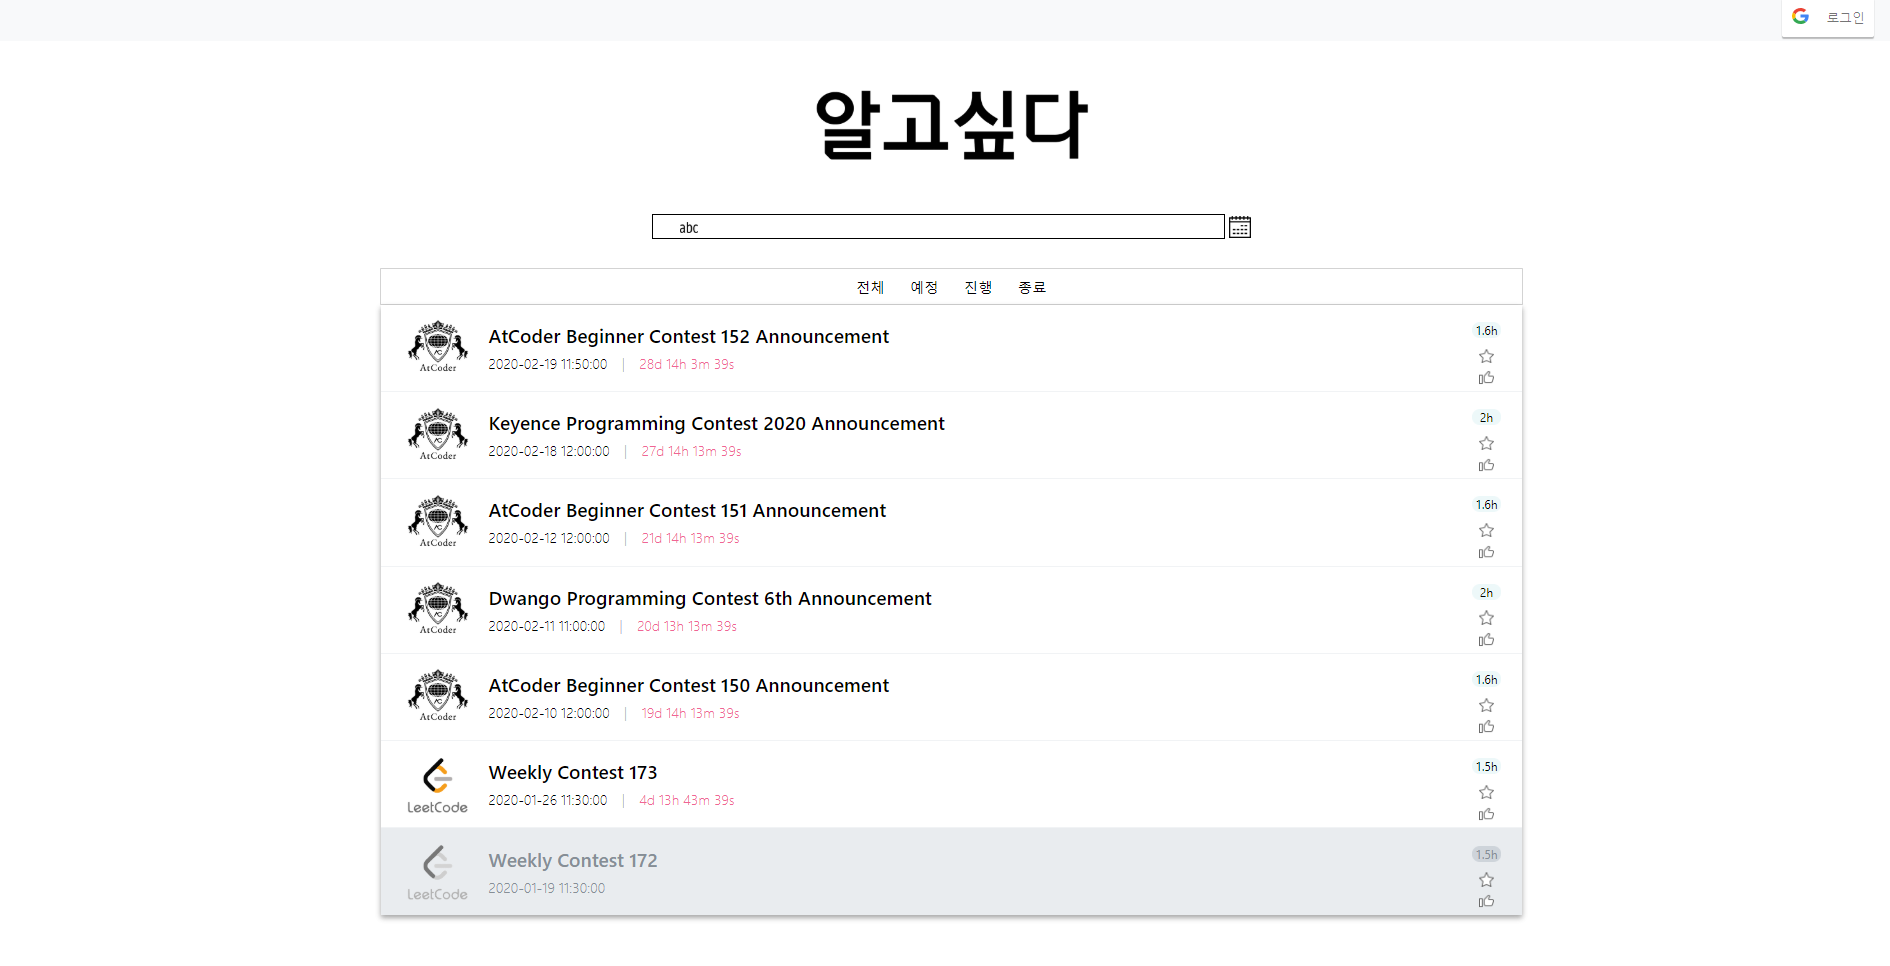 로그인
알고싶다
abc
전체 예정 진행 종료
AtCoder
AtCoder Beginner Contest 152 Announcement
2020-02-19 11:50:00 | 28d 14h 3m 39s
1.6h
AtCoder
Keyence Programming Contest 2020 Announcement
2020-02-18 12:00:00 | 27d 14h 13m 39s
2h
AtCoder
AtCoder Beginner Contest 151 Announcement
2020-02-12 12:00:00 | 21d 14h 13m 39s
1.6h
AtCoder
Dwango Programming Contest 6th Announcement
2020-02-11 11:00:00 | 20d 13h 13m 39s
2h
AtCoder
AtCoder Beginner Contest 150 Announcement
2020-02-10 12:00:00 | 19d 14h 13m 39s
1.6h
LeetCode
Weekly Contest 173
2020-01-26 11:30:00 | 4d 13h 43m 39s
1.5h
LeetCode
Weekly Contest 172
2020-01-19 11:30:00
1.5h